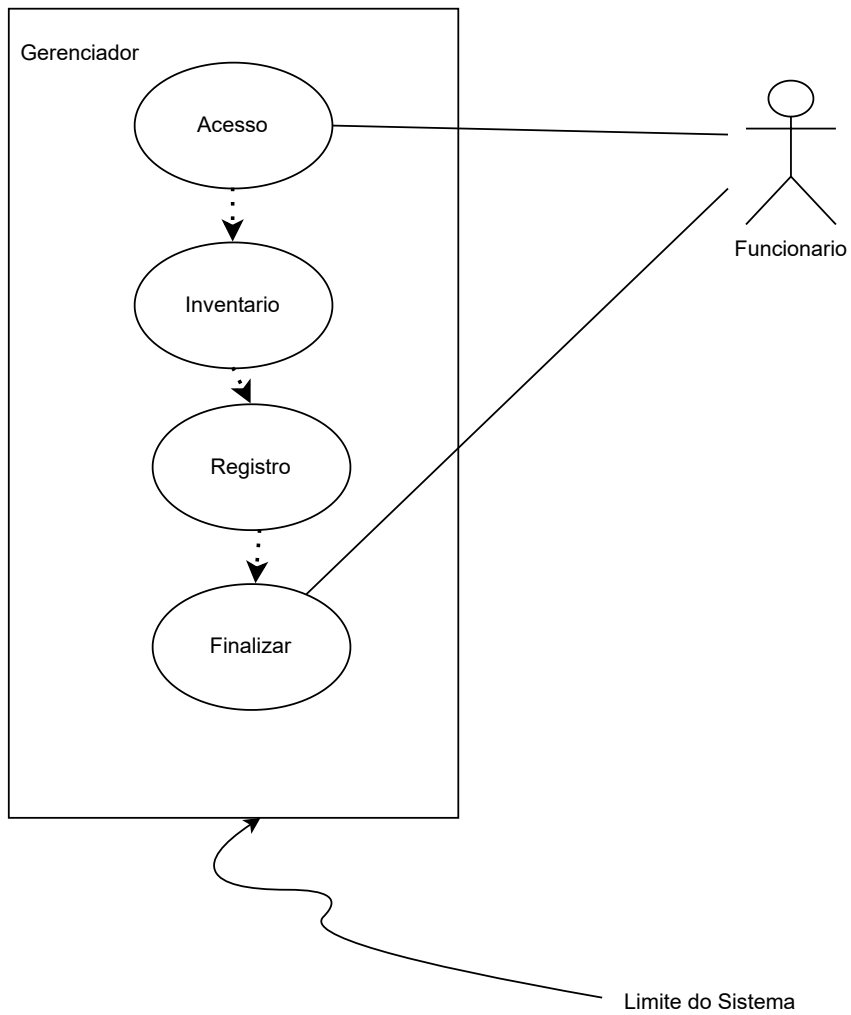 Gerenciador
Acesso
Funcionario
Inventario
Registro
Finalizar
Limite do Sistema